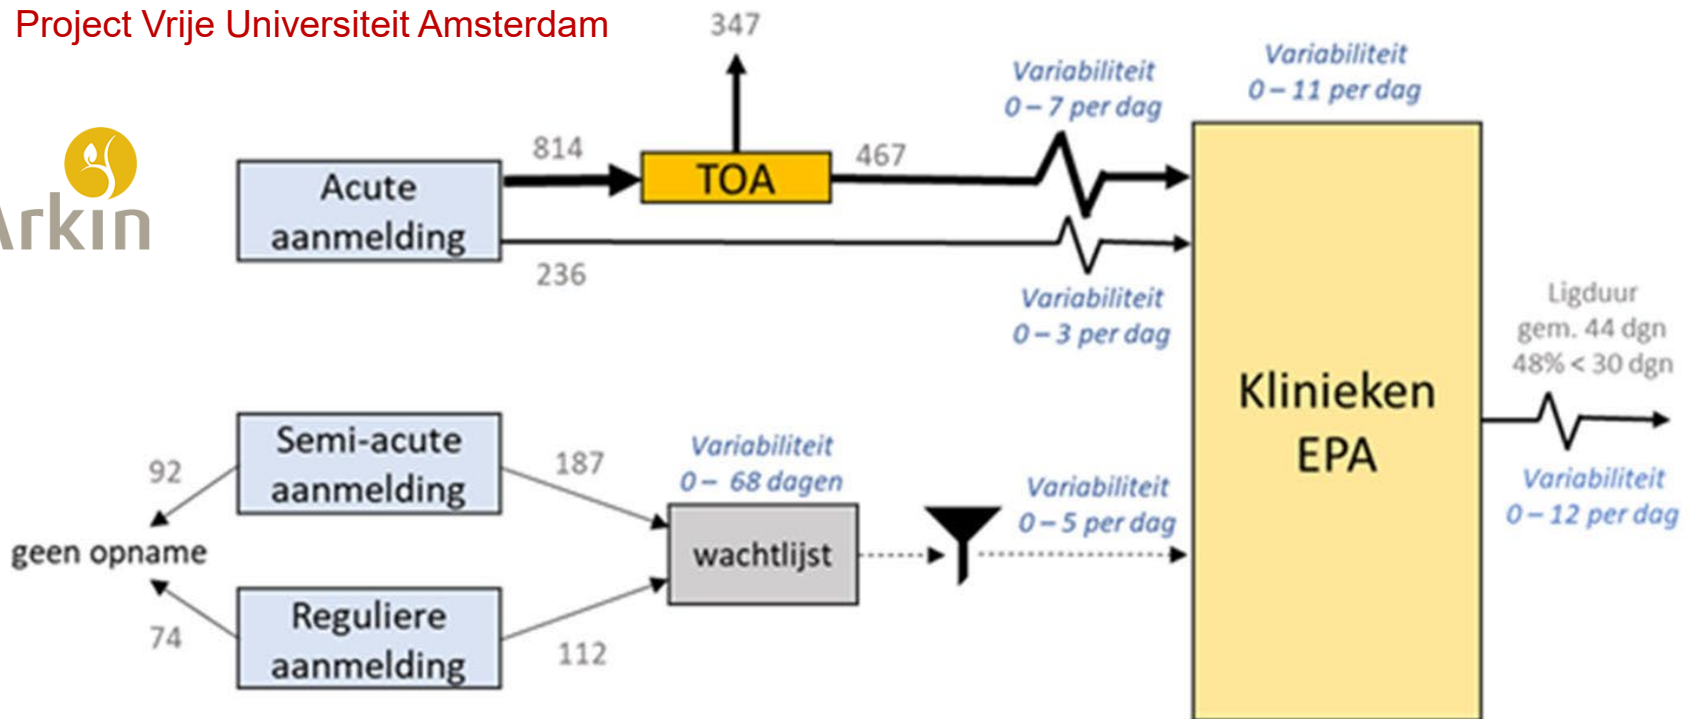 Project Vrije Universiteit Amsterdam
347
Variabiliteit
0 – 7 per dag
Variabiliteit
0 – 11 per dag
Arkin
Acute
aanmelding
814
TOA
467
236
Variabiliteit
0 – 3 per dag
Klinieken
EPA
Ligduur
gem. 44 dgn
48% < 30 dgn
Variabiliteit
0 – 12 per dag
Semi-acute
aanmelding
92
187
geen opname
Variabiliteit
0 – 68 dagen
wachtlijst
Variabiliteit
0 – 5 per dag
Reguliere
aanmelding
74
112